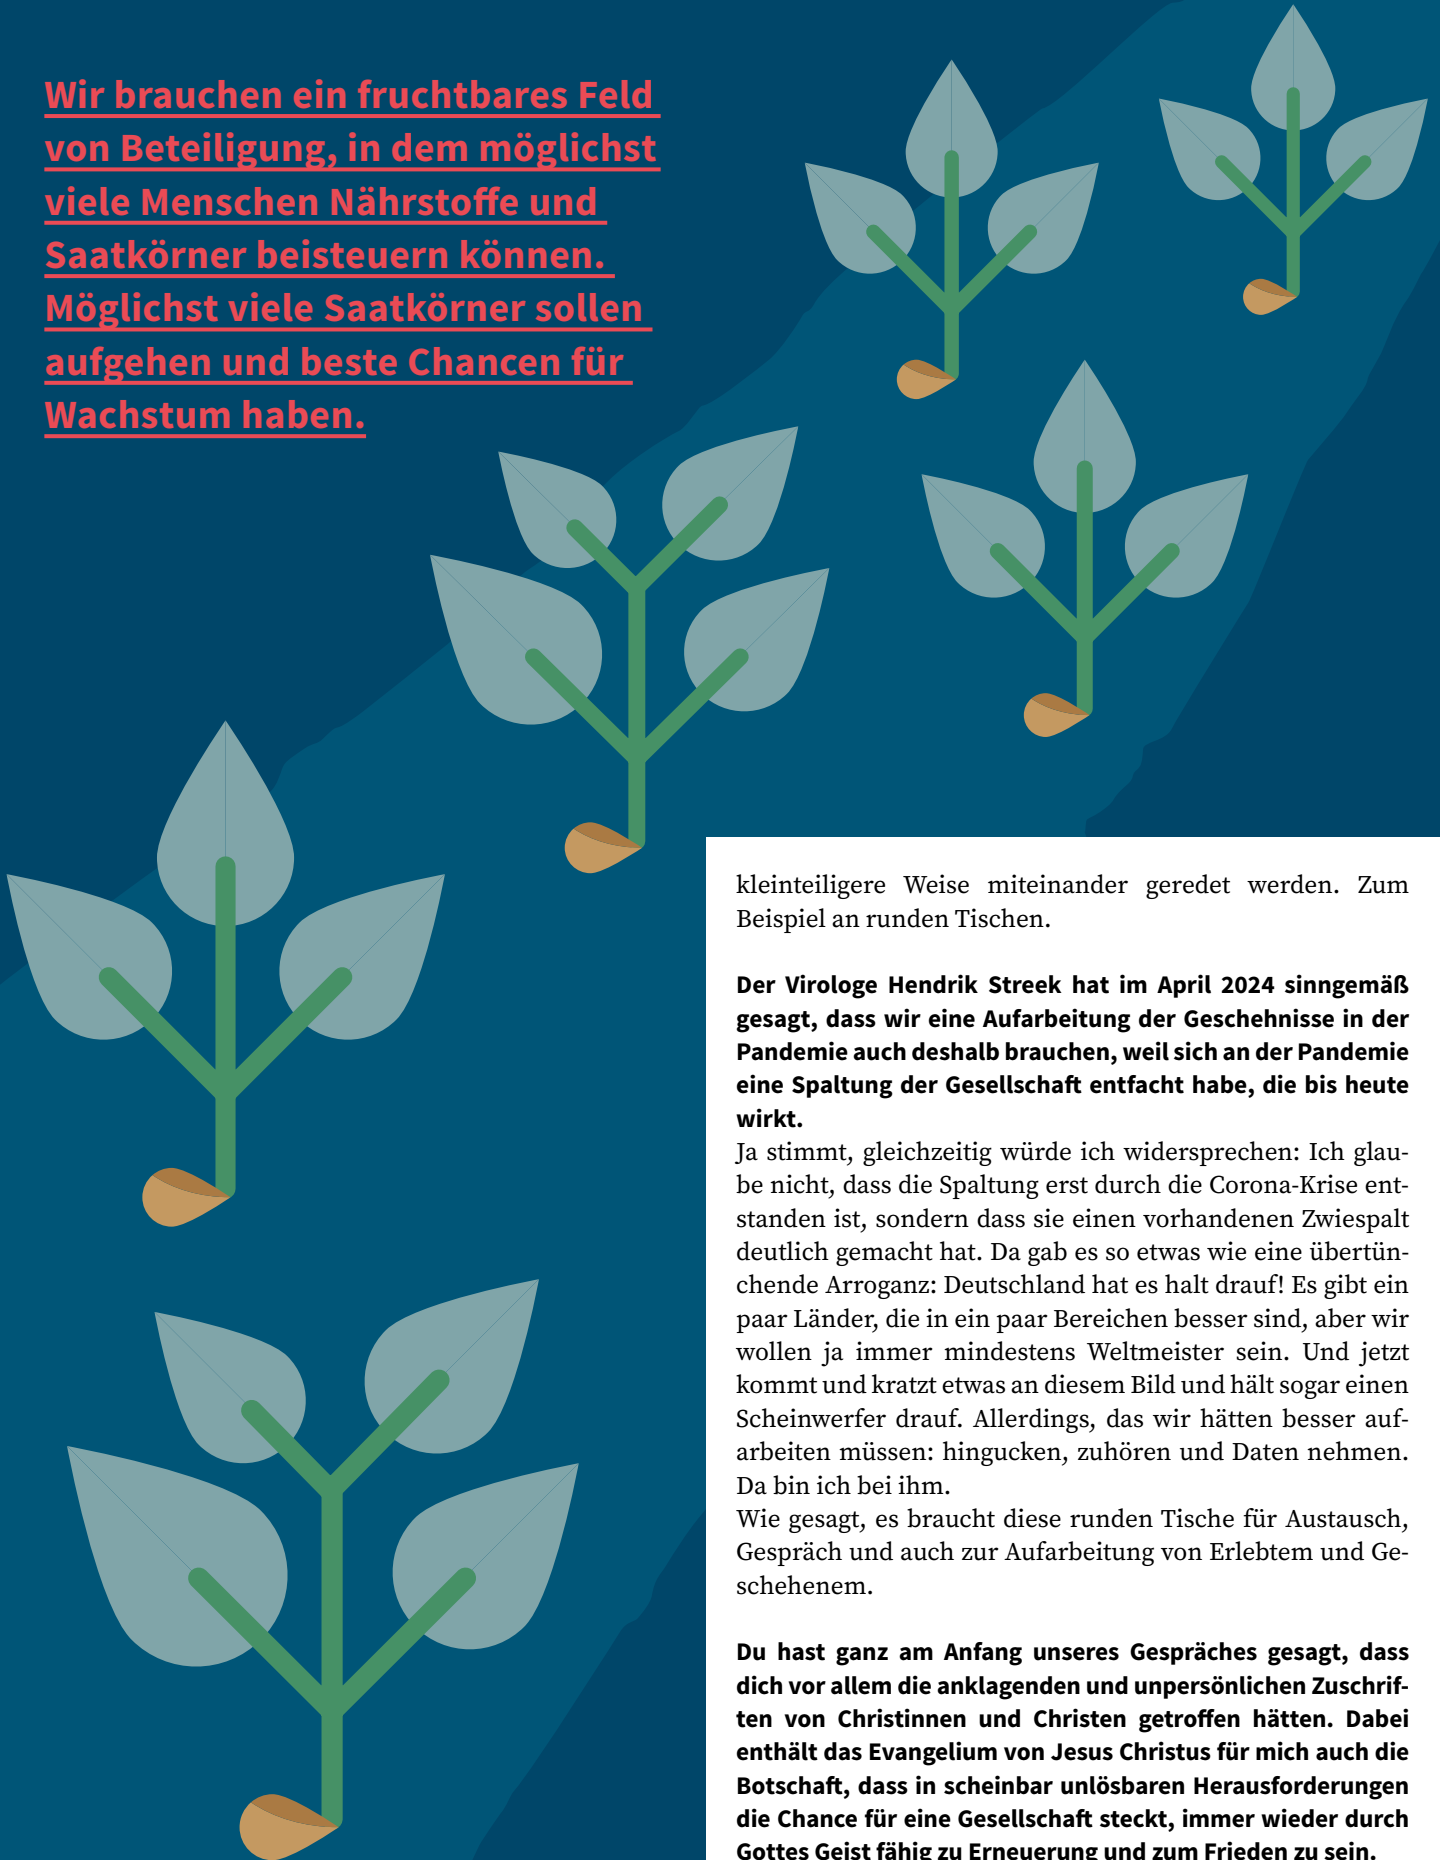 Wir brauchen ein fruchtbares Feld
von Beteiligung, in dem möglichst
viele Menschen Nährstoffe und
Saatkörner beisteuern können.
Möglichst viele Saatkörner sollen
aufgehen und beste Chancen für
Wachstum haben.
kleinteiligere Weise miteinander geredet werden. Zum
Beispiel an runden Tischen.
Der Virologe Hendrik Streek hat im April 2024 sinngemäß
gesagt, dass wir eine Aufarbeitung der Geschehnisse in der
Pandemie auch deshalb brauchen, weil sich an der Pandemie
eine Spaltung der Gesellschaft entfacht habe, die bis heute
wirkt.
Ja stimmt, gleichzeitig würde ich widersprechen: Ich glau-
be nicht, dass die Spaltung erst durch die Corona-Krise ent-
standen ist, sondern dass sie einen vorhandenen Zwiespalt
deutlich gemacht hat. Da gab es so etwas wie eine übertün-
chende Arroganz: Deutschland hat es halt drauf! Es gibt ein
paar Länder, die in ein paar Bereichen besser sind, aber wir
wollen ja immer mindestens Weltmeister sein. Und jetzt
kommt und kratzt etwas an diesem Bild und hält sogar einen
Scheinwerfer drauf. Allerdings, das wir hätten besser auf-
arbeiten müssen: hingucken, zuhören und Daten nehmen.
Da bin ich bei ihm.
Wie gesagt, es braucht diese runden Tische für Austausch,
Gespräch und auch zur Aufarbeitung von Erlebtem und Ge-
schehenem.
Du hast ganz am Anfang unseres Gespräches gesagt, dass
dich vor allem die anklagenden und unpersönlichen Zuschrif-
ten von Christinnen und Christen getroffen hätten. Dabei
enthält das Evangelium von Jesus Christus für mich auch die
Botschaft, dass in scheinbar unlösbaren Herausforderungen
die Chance für eine Gesellschaft steckt, immer wieder durch
Gottes Geist fähig zu Erneuerung und zum Frieden zu sein.